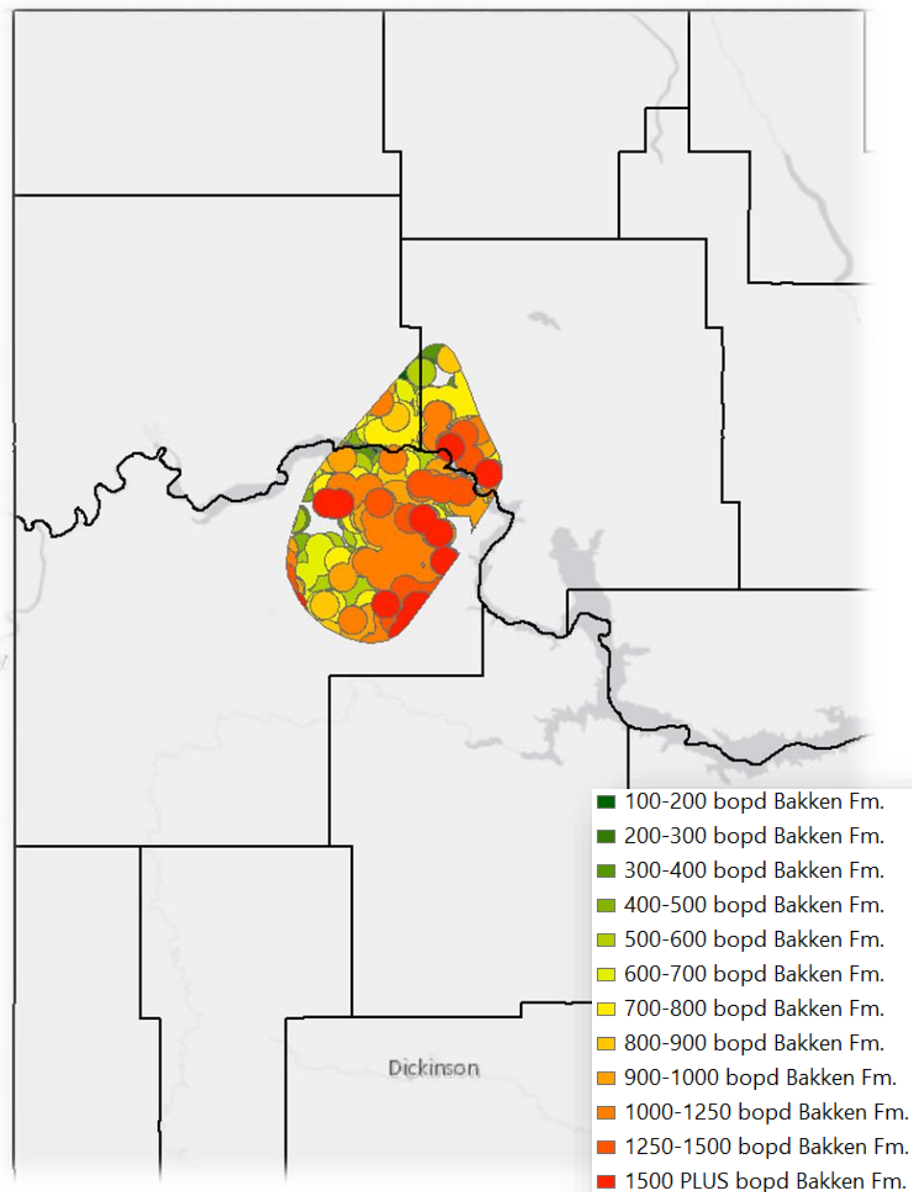 Dickinson
100-200 bopd Bakken Fm.
200-300 bopd Bakken Fm.
300-400 bopd Bakken Fm.
400-500 bopd Bakken Fm.
500-600 bopd Bakken Fm.
600-700 bopd Bakken Fm.
700-800 bopd Bakken Fm.
800-900 bopd Bakken Fm.
900-1000 bopd Bakken Fm.
1000-1250 bopd Bakken Fm.
1250-1500 bopd Bakken Fm.
1500 PLUS bopd Bakken Fm.